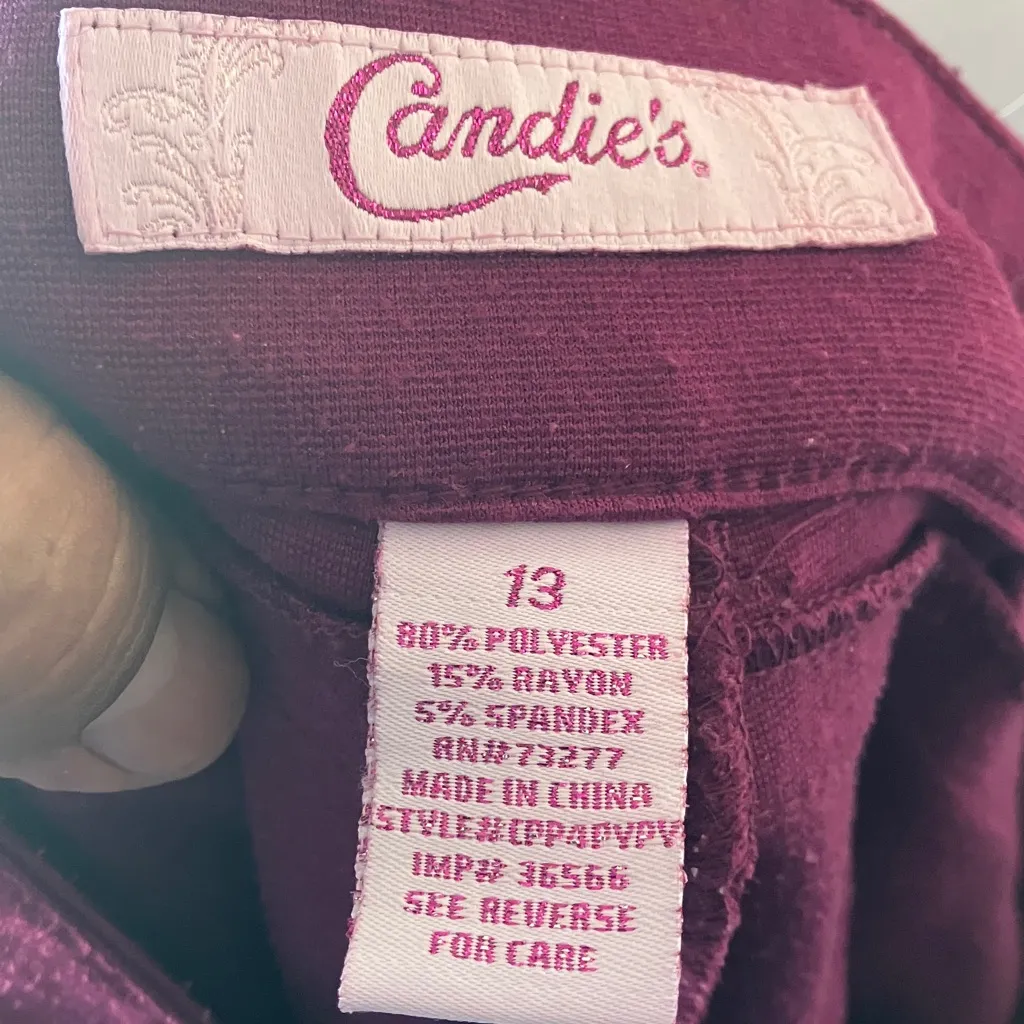 Candie's®
13
80% POLYESTER
15% RAYON
5% SPANDEX
RN#73277
MADE IN CHINA
IMP# 36566
SEE REVERSE
FOR CARE